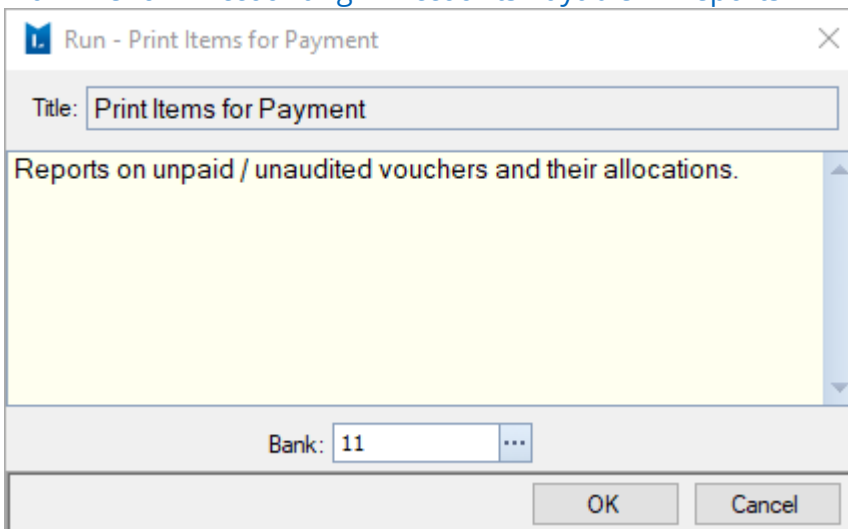 Run - Print Items for Payment
Title: Print Items for Payment
Reports on unpaid / unaudited vouchers and their allocations.
Bank: 11 ...
OK Cancel